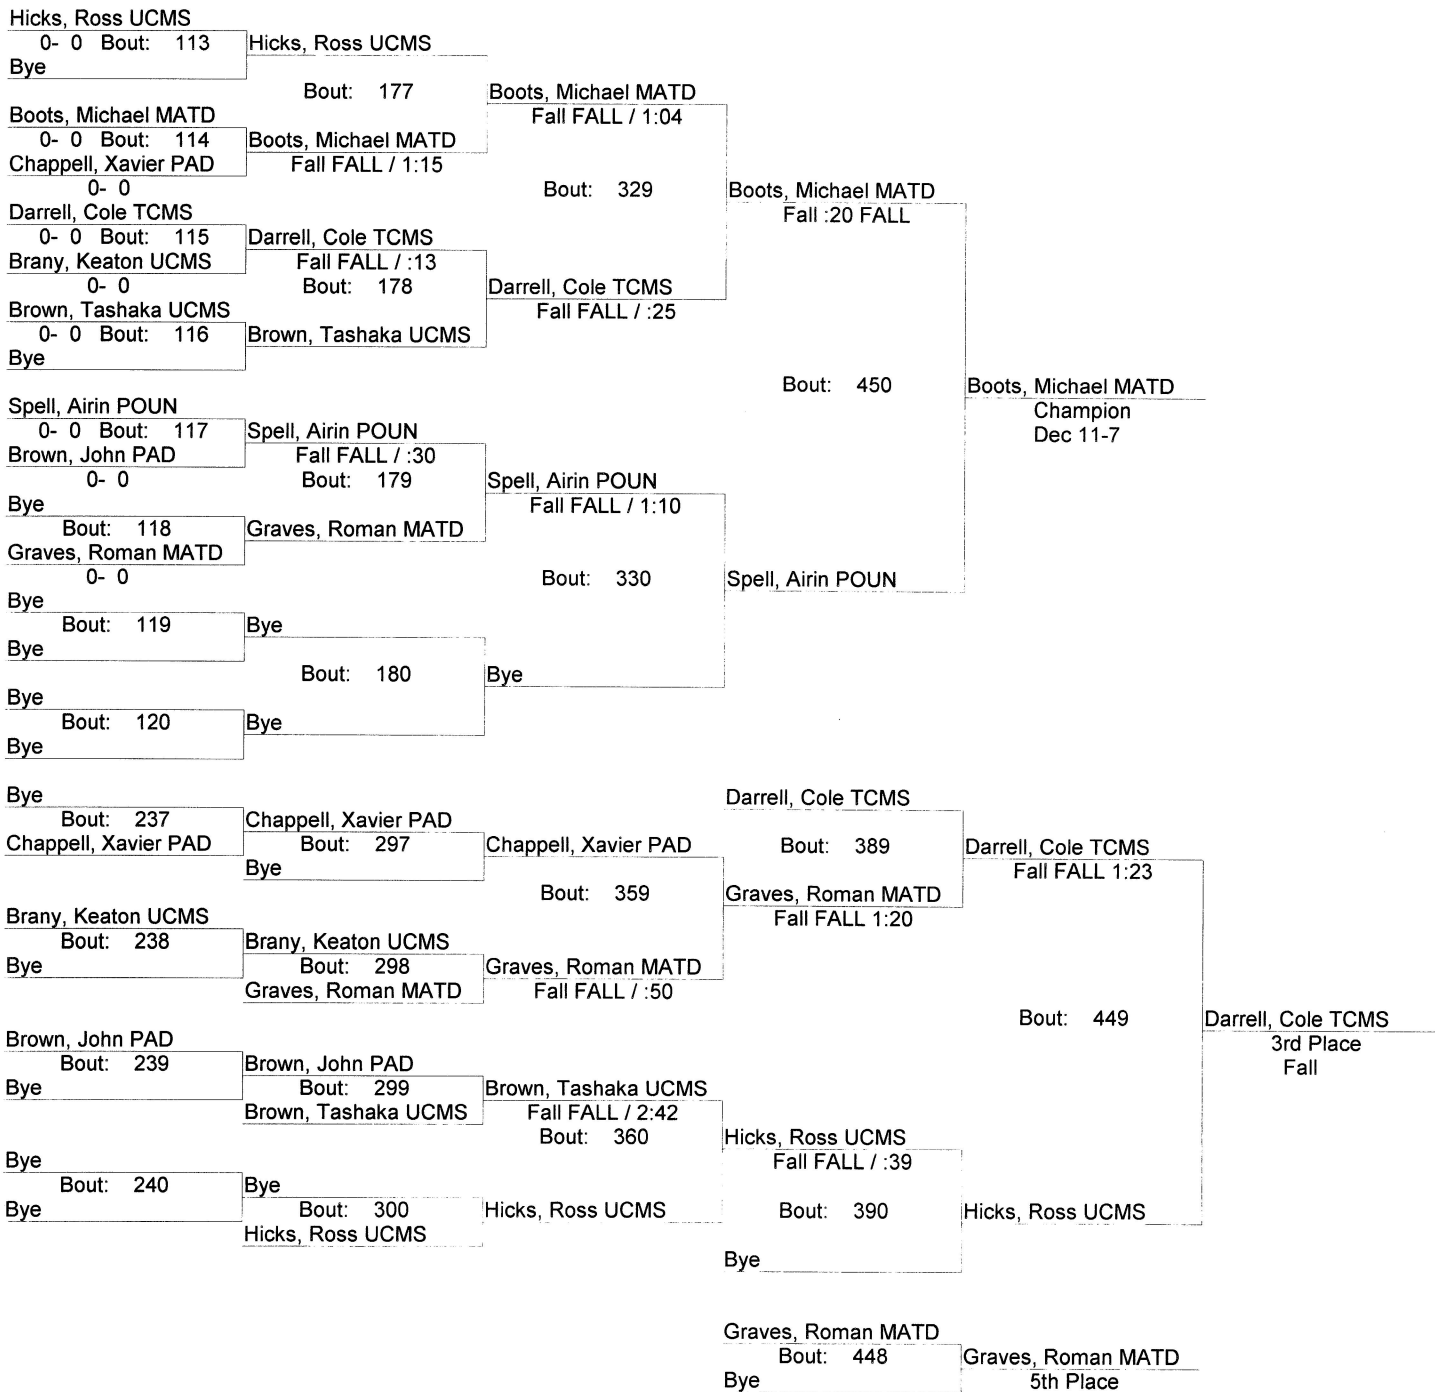 Hicks, Ross UCMS
0- 0 Bout: 113
Bye
Hicks, Ross UCMS
Bout: 177
Boots, Michael MATD
0- 0 Bout: 114
Chappell, Xavier PAD
0- 0
Boots, Michael MATD
Fall FALL / 1:15
Boots, Michael MATD
Fall FALL / 1:04
Bout: 329
Darrell, Cole TCMS
0- 0 Bout: 115
Brany, Keaton UCMS
0- 0
Darrell, Cole TCMS
Fall FALL / :13
Bout: 178
Brown, Tashaka UCMS
0- 0 Bout: 116
Bye
Brown, Tashaka UCMS
Darrell, Cole TCMS
Fall FALL / :25
Boots, Michael MATD
Fall :20 FALL
Bout: 450
Boots, Michael MATD
Champion
Dec 11-7
Spell, Airin POUN
0- 0 Bout: 117
Brown, John PAD
0- 0
Spell, Airin POUN
Fall FALL / :30
Bout: 179
Bye
Bout: 118
Graves, Roman MATD
0- 0
Graves, Roman MATD
Spell, Airin POUN
Fall FALL / 1:10
Bout: 330
Spell, Airin POUN
Bye
Bout: 119
Bye
Bye
Bout: 180
Bye
Bye
Bout: 120
Bye
Bye
Bye
Bout: 237
Chappell, Xavier PAD
Chappell, Xavier PAD
Bout: 297
Bye
Chappell, Xavier PAD
Bout: 359
Brany, Keaton UCMS
Bout: 238
Bye
Brany, Keaton UCMS
Bout: 298
Graves, Roman MATD
Graves, Roman MATD
Fall FALL / :50
Darrell, Cole TCMS
Bout: 389
Graves, Roman MATD
Fall FALL 1:20
Darrell, Cole TCMS
Fall FALL 1:23
Bout: 449
Darrell, Cole TCMS
3rd Place
Fall
Brown, John PAD
Bout: 239
Bye
Brown, John PAD
Bout: 299
Brown, Tashaka UCMS
Brown, Tashaka UCMS
Fall FALL / 2:42
Bout: 360
Bye
Bout: 240
Bye
Bye
Bout: 300
Hicks, Ross UCMS
Hicks, Ross UCMS
Hicks, Ross UCMS
Fall FALL / :39
Bout: 390
Bye
Hicks, Ross UCMS
Graves, Roman MATD
Bout: 448
Bye
Graves, Roman MATD
5th Place